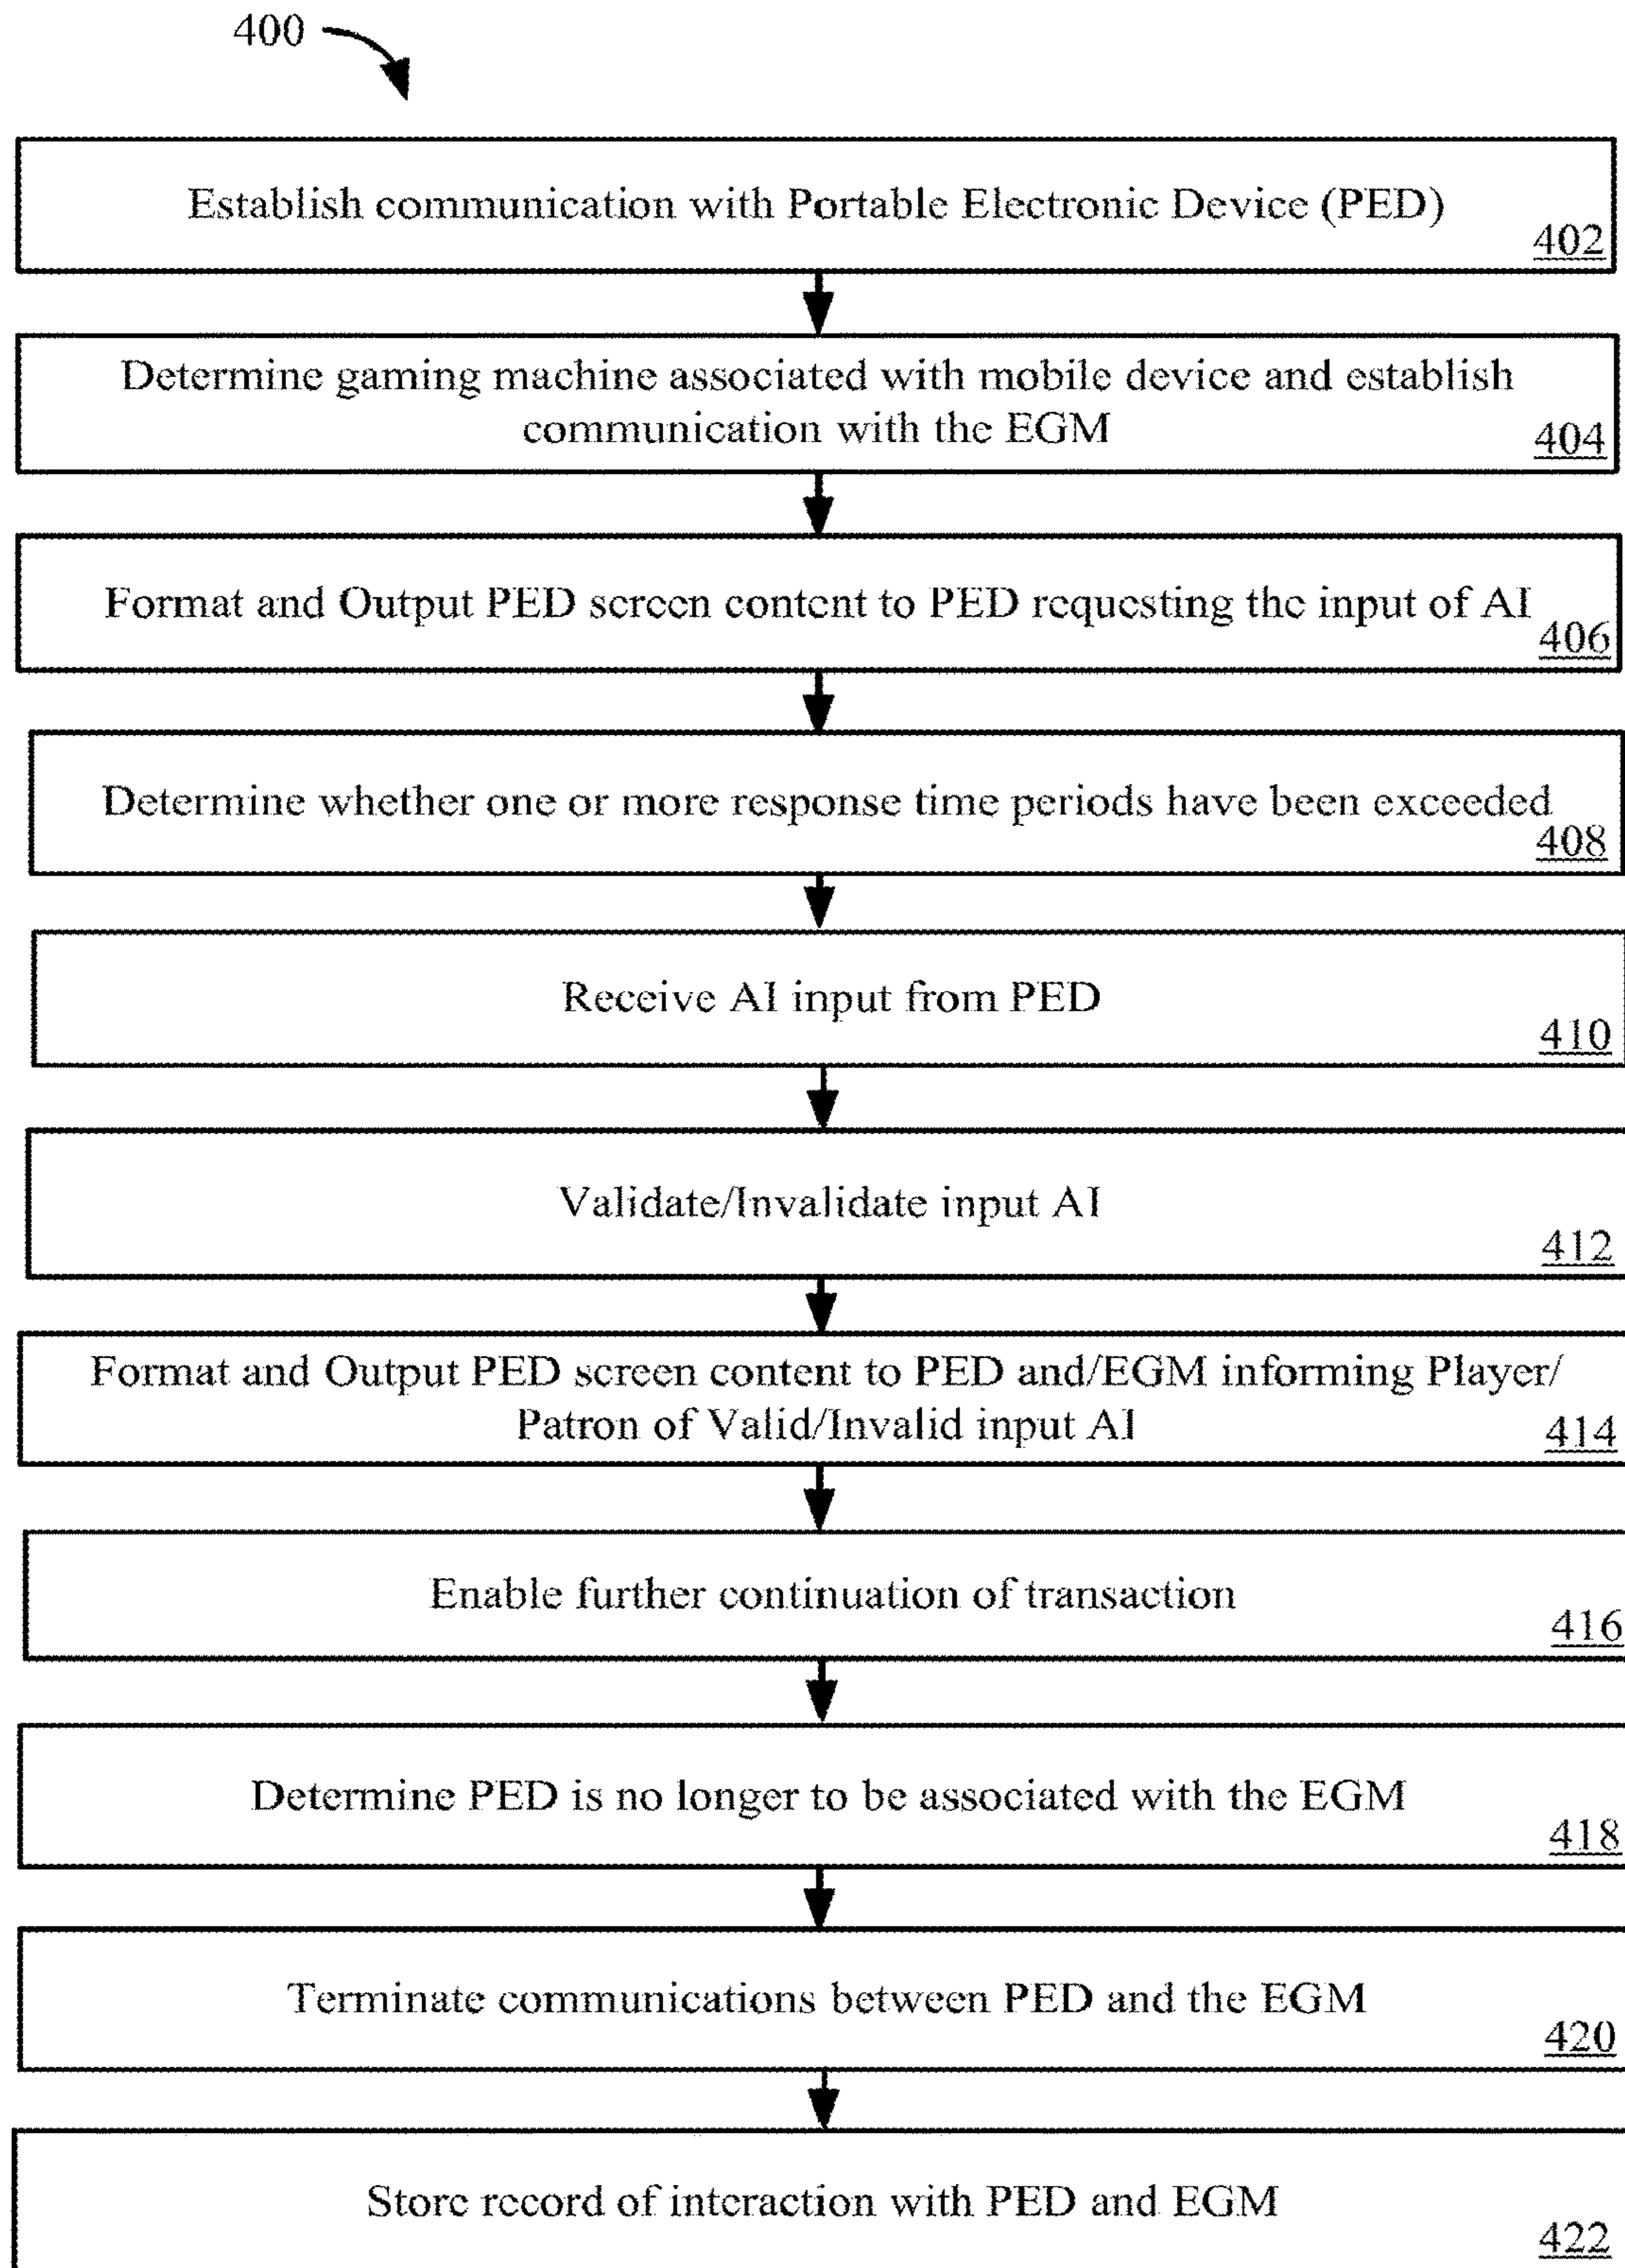 400
Establish communication with Portable Electronic Device (PED)
402
Determine gaming machine associated with mobile device and establish
communication with the EGM
404
Format and Output PED screen content to PED requesting the input of AI
406
Determine whether one or more response time periods have been exceeded
408
Receive AI input from PED
410
Validate/Invalidate input AI
412
Format and Output PED screen content to PED and/EGM informing Player/
Patron of Valid/Invalid input AI
414
Enable further continuation of transaction
416
Determine PED is no longer to be associated with the EGM
418
Terminate communications between PED and the EGM
420
Store record of interaction with PED and EGM
422